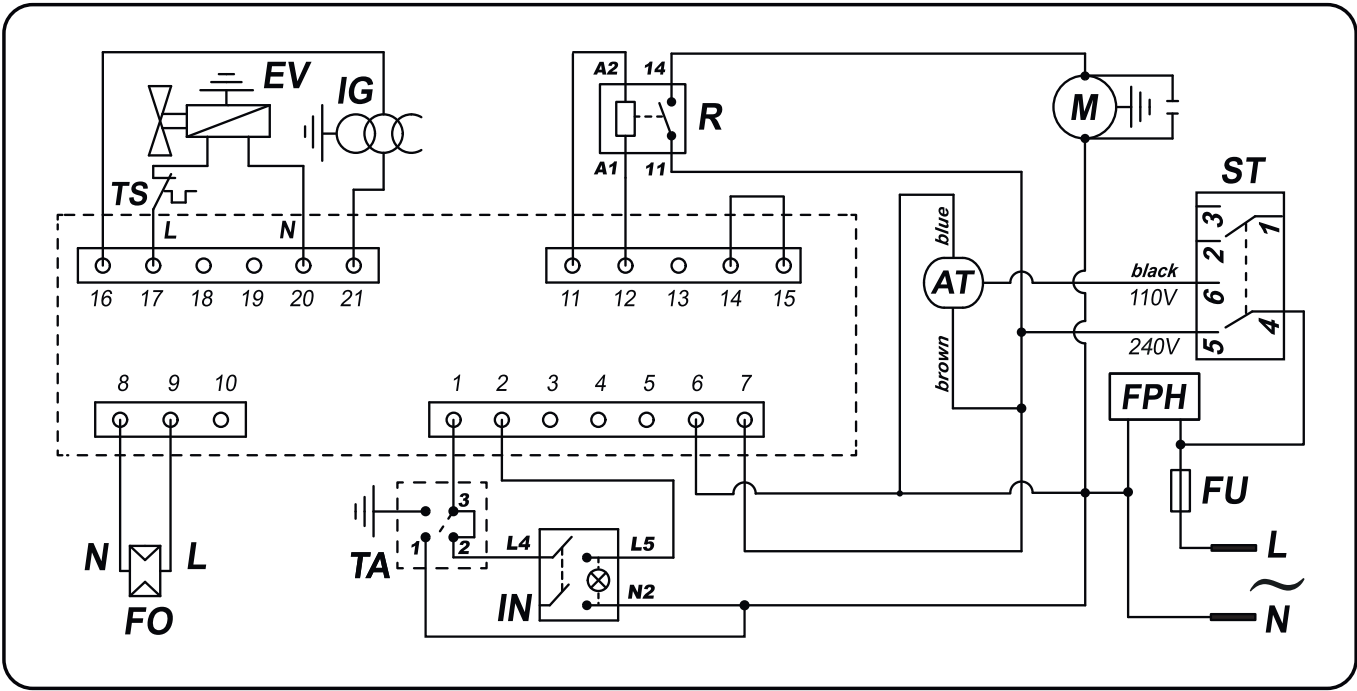 EV
IG
A2 14
R
M
A1 11
ST
TS
L N
blue
3 1
2
AT
black
6
110V
16 17 18 19 20 21
11 12 13 14 15
4
240V
5
brown
8 9 10
1 2 3 4 5 6 7
FPH
FU
3
1 2
TA
L4 L5
L
N L
IN
N2
FO
N